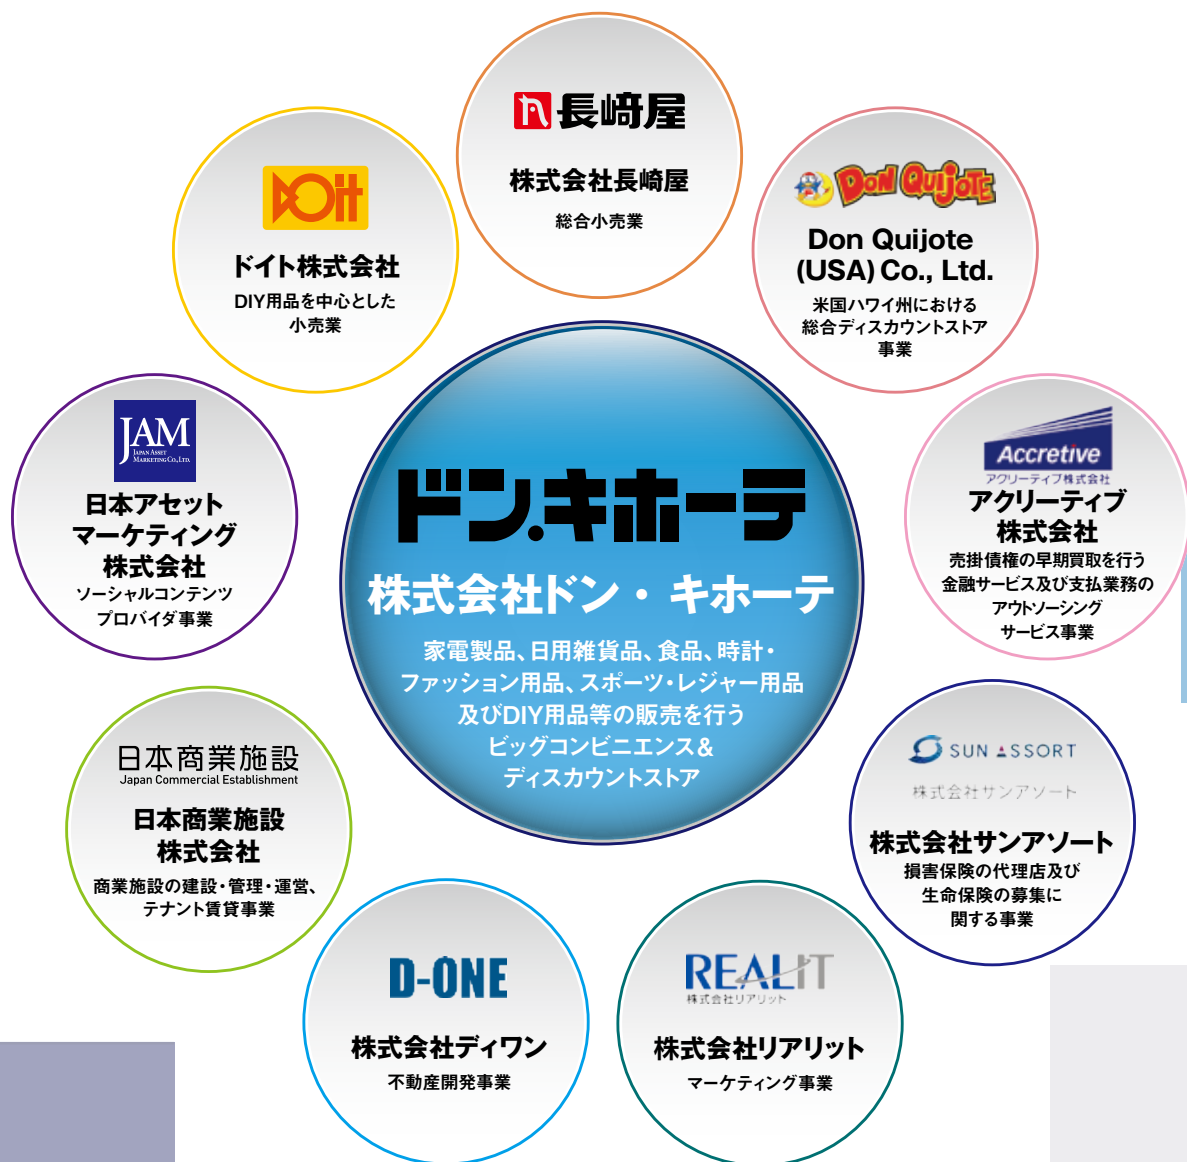 長崎屋
株式会社長崎屋
総合小売業
Doit
ドイト株式会社
DIY用品を中心とした
小売業
Don Quijote
Don Quijote
(USA) Co., Ltd.
米国ハワイ州における
総合ディスカウントストア
事業
JAM
Japan Asset
Marketing Co., Ltd.
日本アセット
マーケティング
株式会社
ソーシャルコンテンツ
プロバイダ事業
ドン.キホーテ
株式会社ドン・キホーテ
家電製品、日用雑貨品、食品、時計・
ファッション用品、スポーツ・レジャー用品
及びDIY用品等の販売を行う
ビッグコンビニエンス&
ディスカウントストア
Accretive
アクリーティブ株式会社
アクリーティブ
株式会社
売掛債権の早期買取を行う
金融サービス及び支払業務の
アウトソーシング
サービス事業
日本商業施設
Japan Commercial Establishment
日本商業施設
株式会社
商業施設の建設・管理・運営、
テナント賃貸事業
SUN ASSORT
株式会社サンアソート
株式会社サンアソート
損害保険の代理店及び
生命保険の募集に
関する事業
D-ONE
株式会社ディワン
不動産開発事業
REALIT
株式会社リアリット
株式会社リアリット
マーケティング事業